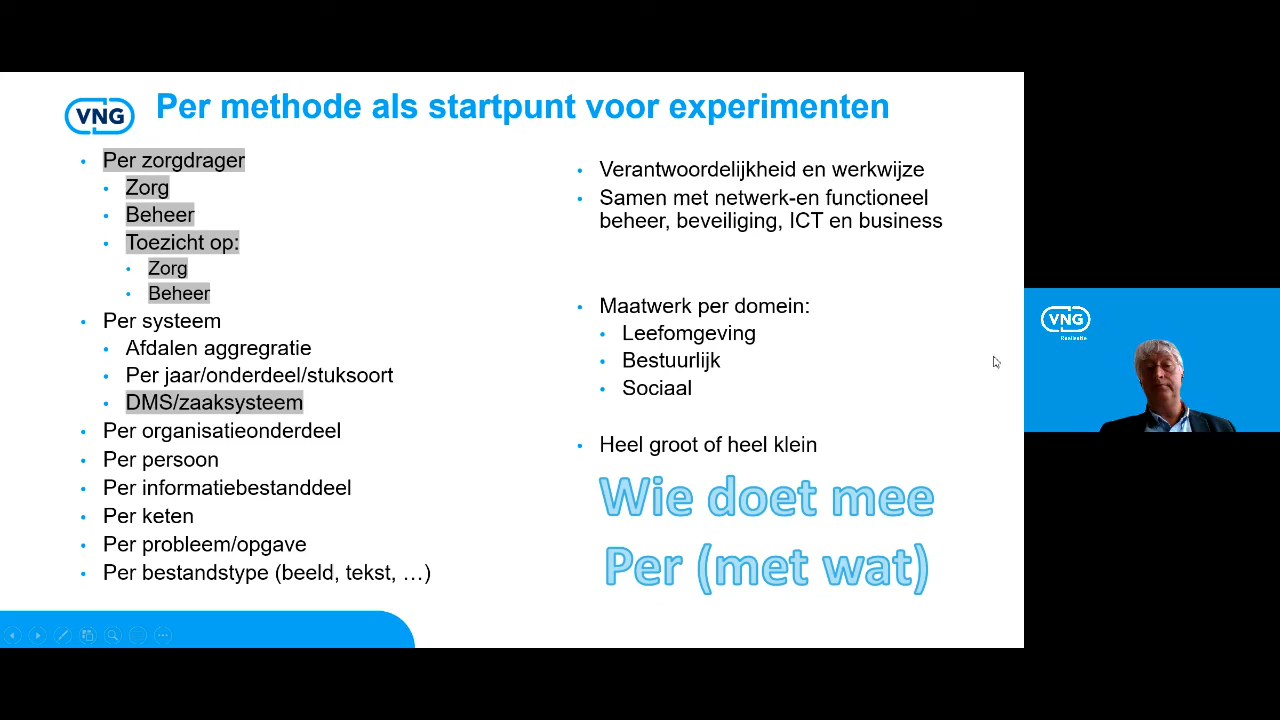 VNG
Per methode als startpunt voor experimenten
Per zorgdrager
Zorg
Beheer
Toezicht op:
Zorg
Beheer
Per systeem
Afdalen aggregratie
Per jaar/onderdeel/stuksoort
DMS/zaaksysteem
Per organisatieonderdeel
Per persoon
Per informatiebestanddeel
Per keten
Per probleem/opgave
Per bestandstype (beeld, tekst, …)
Verantwoordelijkheid en werkwijze
Samen met netwerk-en functioneel
beheer, beveiliging, ICT en business
Maatwerk per domein:
Leefomgeving
Bestuurlijk
Sociaal
Heel groot of heel klein
Wie doet mee
Per (met wat)
VNG
Realisatie